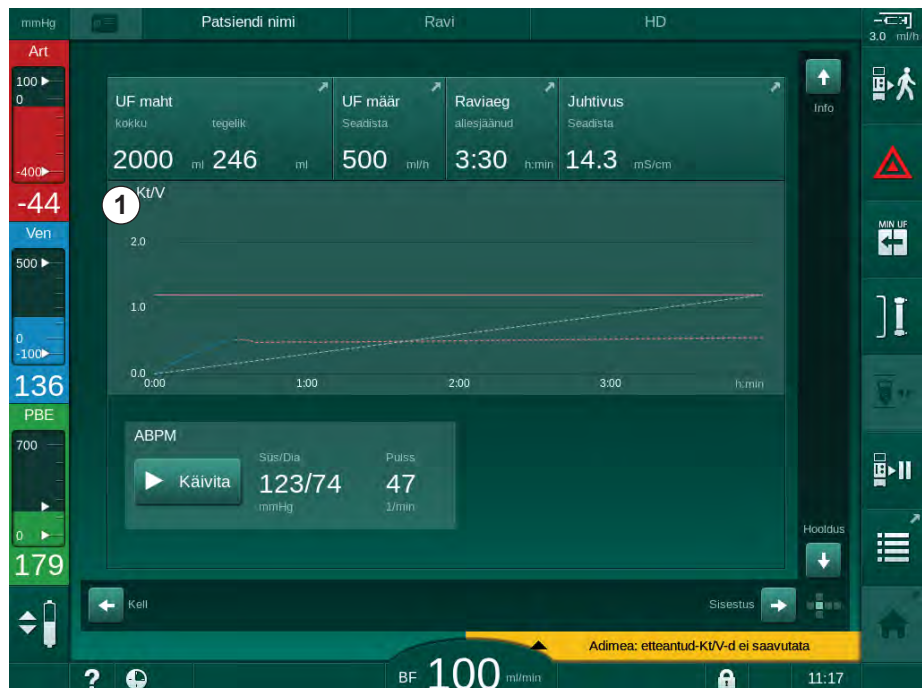 mmHg Patsiendi nimi Ravi HD 3.0 ml/h
Art
100
0
-400
-44
Ven
500
0
-100
136
PBE
700
0
179
UF maht UF määr Raviaeg Juhtivus
kokku tegelik Seadista allesjäänud Seadista
2000 ml 246 ml 500 ml/h 3:30 h:min 14.3 mS/cm
1 Kt/V
2.0
1.0
0.0
0:00 1:00 2:00 3:00 h:min
ABPM
Süs/Dia Pulss
Käivita 123/74 47
mmHg 1/min
Info
MIN UF
Hooldus
Kell Sisestus
Adimea: etteantud-Kt/V-d ei saavutata
? BF 100 ml/min 11:17